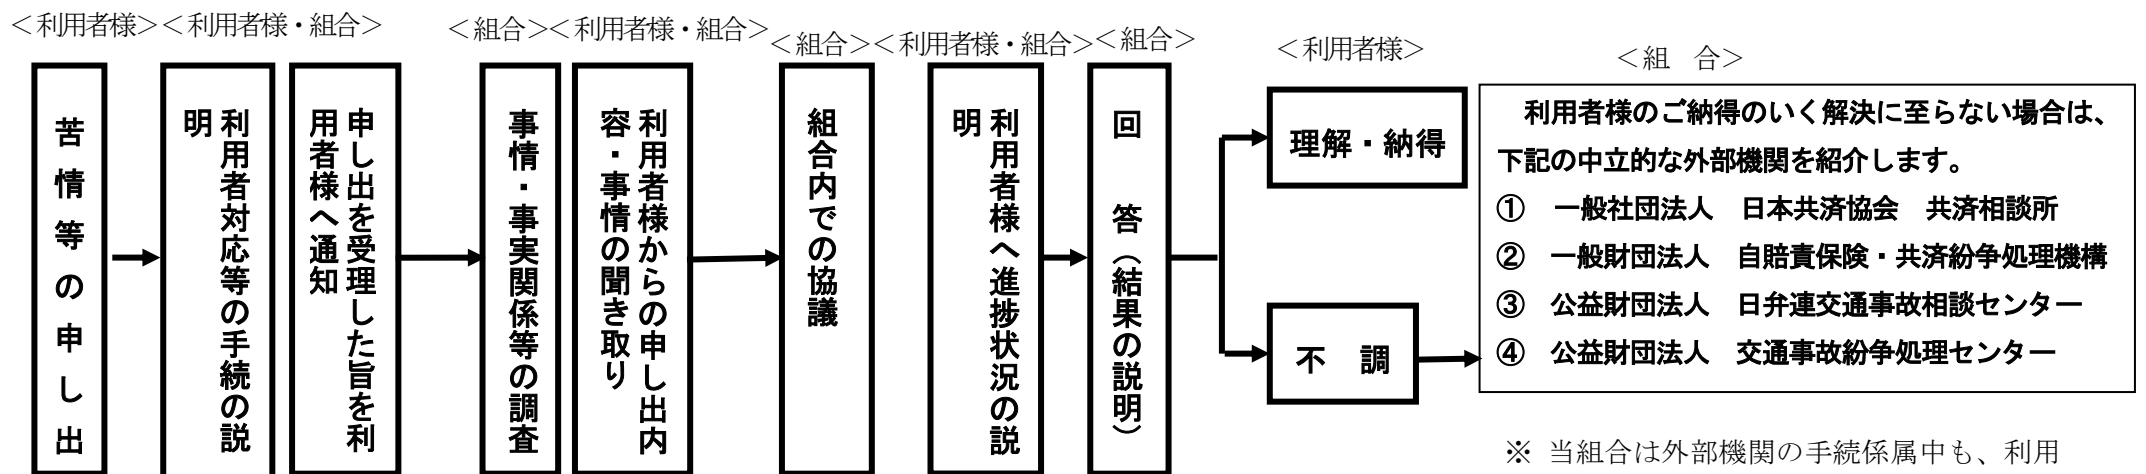 ＜利用者様＞
＜利用者様・組合＞
＜組合＞
＜利用者様・組合＞
＜組合＞
＜利用者様・組合＞
＜組合＞
＜利用者様＞
＜組　合＞
苦情等の申し出
利用者対応等の手続の説
明
申し出を受理した旨を利
用者様へ通知
事情・事実関係等の調査
利用者様からの申し出内
容・事情の聞き取り
組合内での協議
利用者様へ進捗状況の説
明
回　答（結果の説明）
理解・納得
不　調
利用者様のご納得のいく解決に至らない場合は、
下記の中立的な外部機関を紹介します。
①　一般社団法人　日本共済協会　共済相談所
②　一般財団法人　自賠責保険・共済紛争処理機構
③　公益財団法人　日弁連交通事故相談センター
④　公益財団法人　交通事故紛争処理センター
※ 当組合は外部機関の手続係属中も、利用